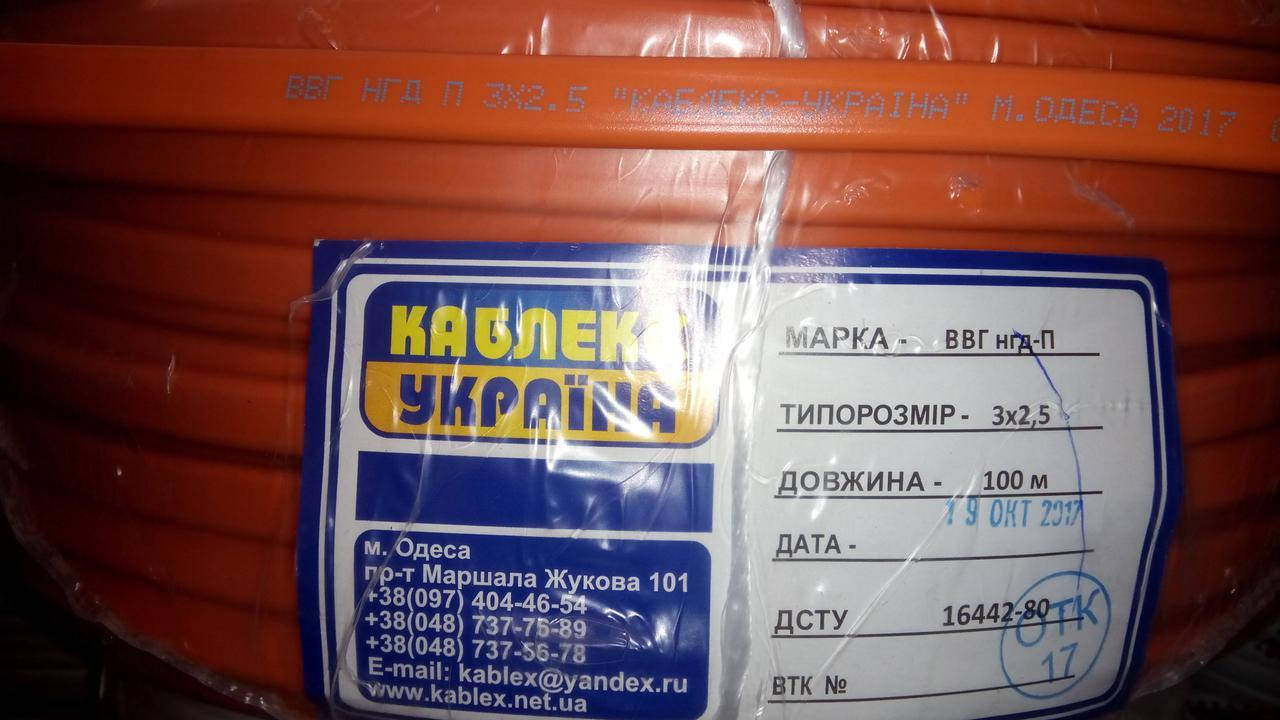 ВВГ НГД П 3Х2.5 "КАБЛЕКС-УКРАЇНА" М.ОДЕСА 2017
КАБЛЕКС
УКРАЇНА
м. Одеса
пр-т Маршала Жукова 101
+38(097) 404-46-54
+38(048) 737-75-89
+38(048) 737-56-78
E-mail: kablex@yandex.ru
www.kablex.net.ua
МАРКА - ВВГ нгд-П
ТИПОРОЗМІР - 3х2,5
ДОВЖИНА - 100 м
19 ОКТ 2017
ДАТА -
ДСТУ 16442-80
ОТК
17
ВТК №